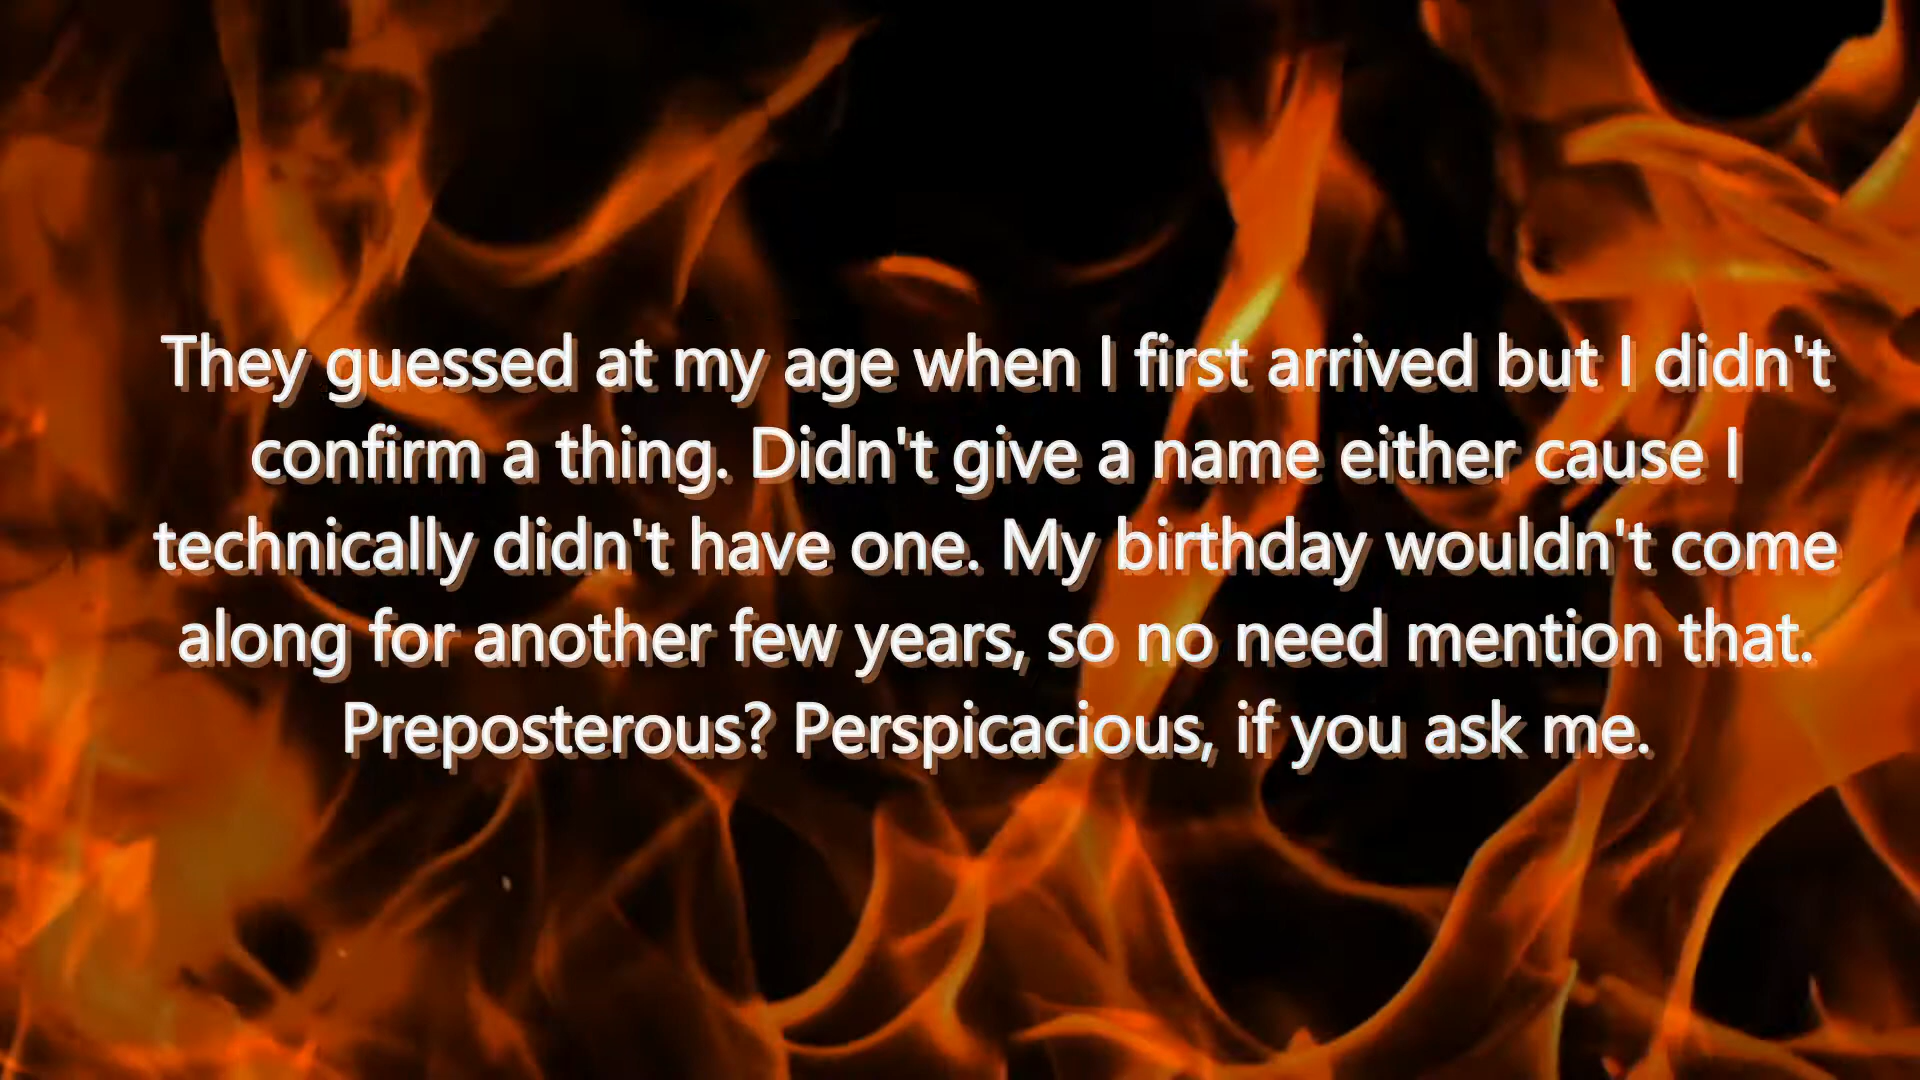 They guessed at my age when I first arrived but I didn't
confirm a thing. Didn't give a name either cause I
technically didn't have one. My birthday wouldn't come
along for another few years, so no need mention that.
Preposterous? Perspicacious, if you ask me.